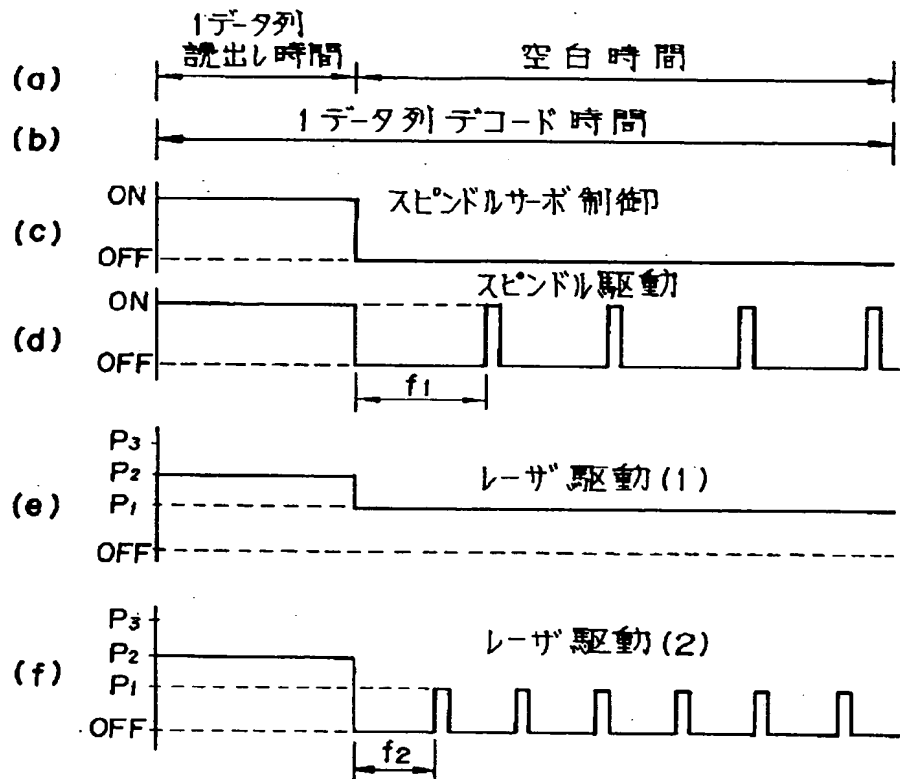 1データ列
読出し時間
空白時間
(a)
1データ列デコード時間
(b)
ON
スピンドルサーボ制御
(c)
OFF
スピンドル駆動
ON
(d)
OFF
f1
P3
P2
レーザ駆動(1)
(e)
P1
OFF
P3
P2
レーザ駆動(2)
(f)
P1
OFF
f2